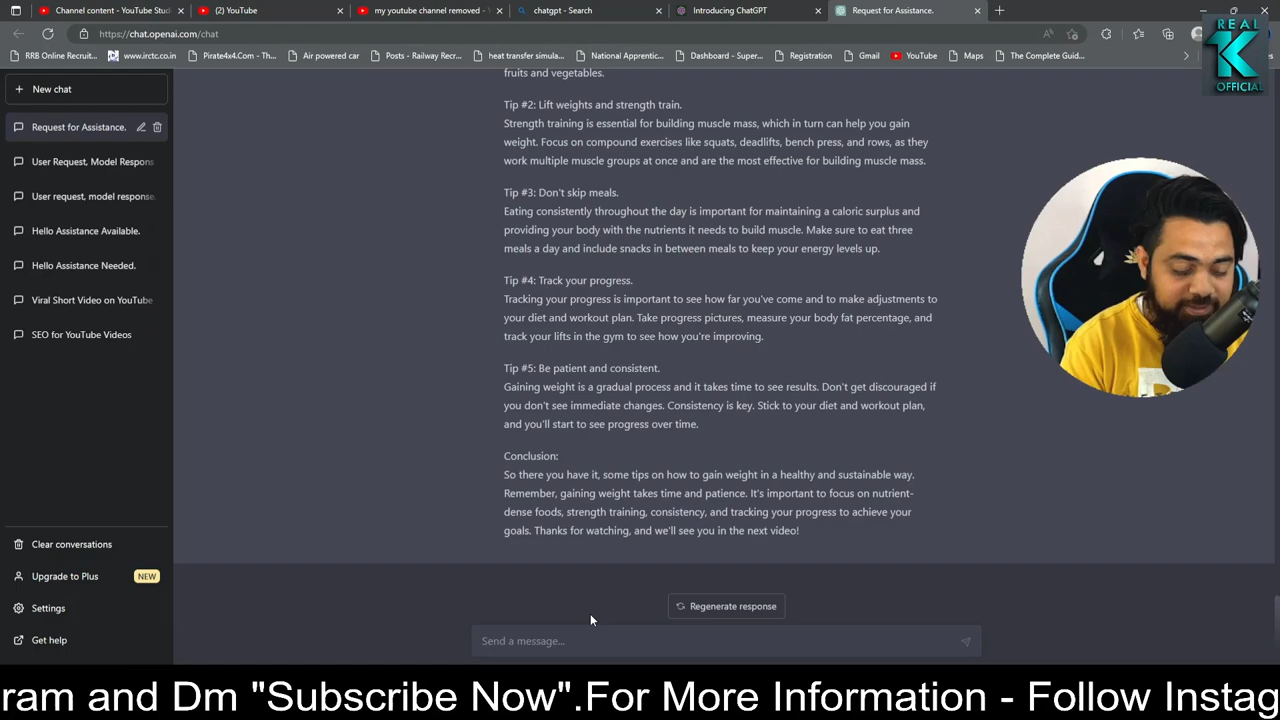 Channel content - YouTube Stud
(2) YouTube
my youtube channel removed -
chatgpt - Search
Introducing ChatGPT
Request for Assistance.
https://chat.openai.com/chat
RRB Online Recruit...
www.irctc.co.in
Pirate4x4.Com - Th...
Air powered car
Posts - Railway Recr...
heat transfer simula...
National Apprentic...
Dashboard - Super...
Registration
Gmail
YouTube
Maps
The Complete Guid...
REAL
K
OFFICIAL
New chat
Request for Assistance.
User Request, Model Respons
User request, model response.
Hello Assistance Available.
Hello Assistance Needed.
Viral Short Video on YouTube
SEO for YouTube Videos
Clear conversations
Upgrade to Plus NEW
Settings
Get help
fruits and vegetables.
Tip #2: Lift weights and strength train.
Strength training is essential for building muscle mass, which in turn can help you gain
weight. Focus on compound exercises like squats, deadlifts, bench press, and rows, as they
work multiple muscle groups at once and are the most effective for building muscle mass.
Tip #3: Don't skip meals.
Eating consistently throughout the day is important for maintaining a caloric surplus and
providing your body with the nutrients it needs to build muscle. Make sure to eat three
meals a day and include snacks in between meals to keep your energy levels up.
Tip #4: Track your progress.
Tracking your progress is important to see how far you've come and to make adjustments to
your diet and workout plan. Take progress pictures, measure your body fat percentage, and
track your lifts in the gym to see how you're improving.
Tip #5: Be patient and consistent.
Gaining weight is a gradual process and it takes time to see results. Don't get discouraged if
you don't see immediate changes. Consistency is key. Stick to your diet and workout plan,
and you'll start to see progress over time.
Conclusion:
So there you have it, some tips on how to gain weight in a healthy and sustainable way.
Remember, gaining weight takes time and patience. It's important to focus on nutrient-
dense foods, strength training, consistency, and tracking your progress to achieve your
goals. Thanks for watching, and we'll see you in the next video!
Regenerate response
Send a message...
ram and Dm "Subscribe Now".For More Information - Follow Instag